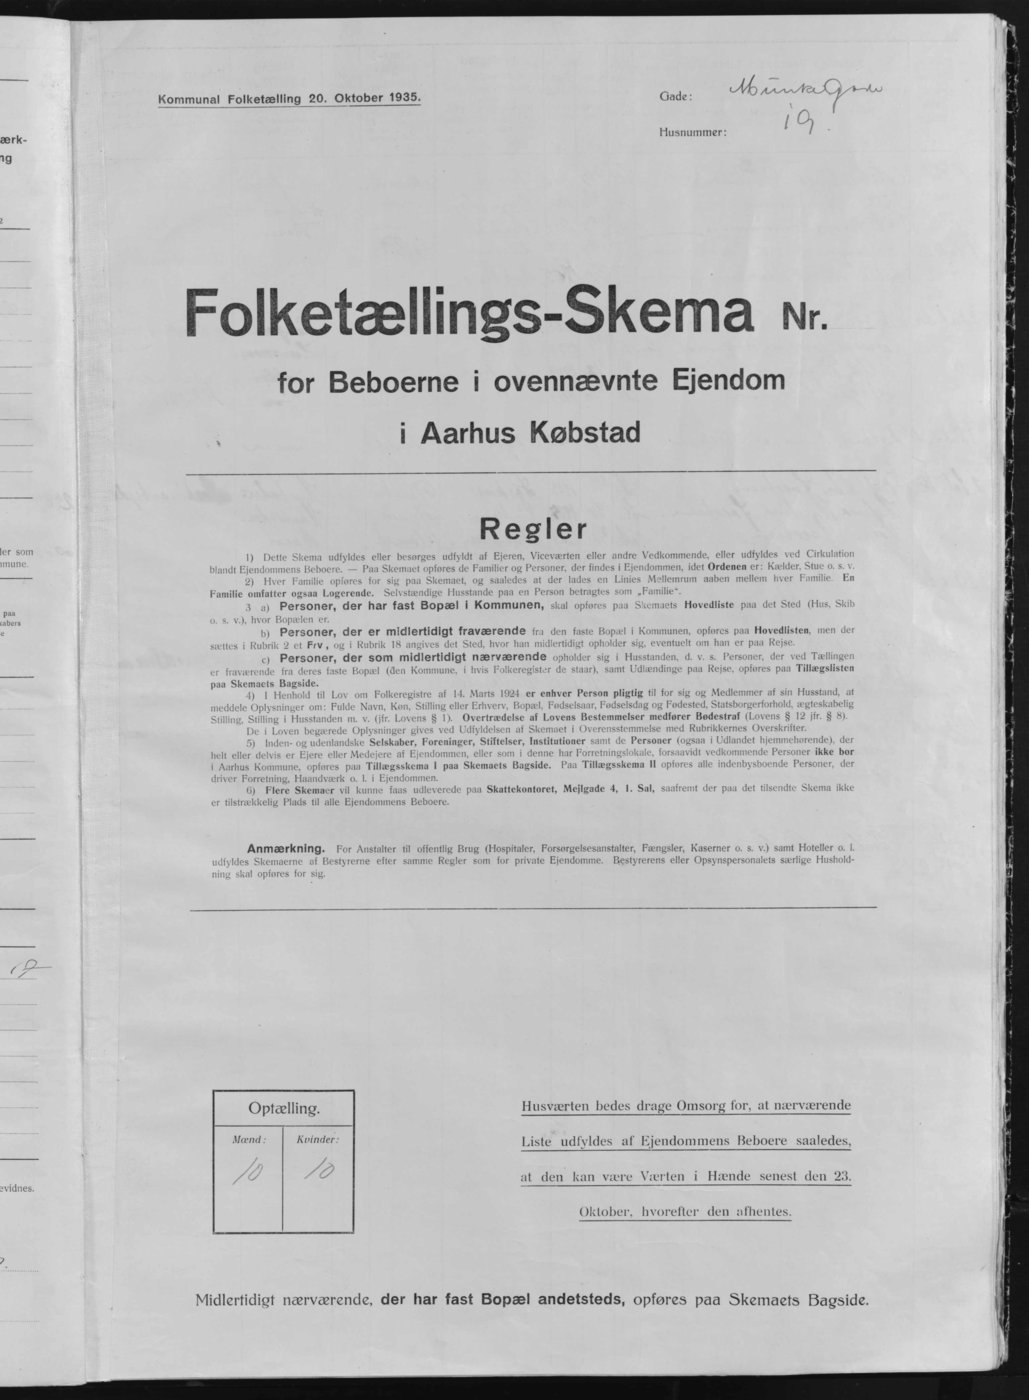 Kommunal Folketælling 20. Oktober 1935.
Gade: Munkegade
Husnummer: 19.
Folketællings-Skema Nr.
for Beboerne i ovennævnte Ejendom
i Aarhus Købstad
Regler
1) Dette Skema udfyldes eller besørges udfyldt af Ejeren, Viceværten eller andre Vedkommende, eller udfyldes ved Cirkulation
blandt Ejendommens Beboere. — Paa Skemaet opføres de Familier og Personer, der findes i Ejendommen, idet Ordenen er: Kælder, Stue o. s. v.
2) Hver Familie opføres for sig paa Skemaet, og saaledes at der lades en Linies Mellemrum aaben mellem hver Familie. En
Familie omfatter ogsaa Logerende. Selvstændige Husstande paa en Person betragtes som „Familie“.
3 a) Personer, der har fast Bopæl i Kommunen, skal opføres paa Skemaets Hovedliste paa det Sted (Hus, Skib
o. s. v.), hvor Bopælen er.
b) Personer, der er midlertidigt fraværende fra den faste Bopæl i Kommunen, opføres paa Hovedlisten, men der
sættes i Rubrik 2 et Frv, og i Rubrik 18 angives det Sted, hvor han midlertidigt opholder sig, eventuelt om han er paa Rejse.
c) Personer, der som midlertidigt nærværende opholder sig i Husstanden, d. v. s. Personer, der ved Tællingen
er fraværende fra deres faste Bopæl (den Kommune, i hvis Folkeregister de staar), samt Udlændinge paa Rejse, opføres paa Tillægslisten
paa Skemaets Bagside.
4) I Henhold til Lov om Folkeregistre af 14. Marts 1924 er enhver Person pligtig til for sig og Medlemmer af sin Husstand, at
meddele Oplysninger om: Fulde Navn, Køn, Stilling eller Erhverv, Bopæl, Fødselsaar, Fødselsdag og Fødested, Statsborgerforhold, ægteskabelig
Stilling, Stilling i Husstanden m. v. (jfr. Lovens § 1). Overtrædelse af Lovens Bestemmelser medfører Bødestraf (Lovens § 12 jfr. § 8).
De i Loven begærede Oplysninger gives ved Udfyldelsen af Skemaet i Overensstemmelse med Rubrikkernes Overskrifter.
5) Inden- og udenlandske Selskaber, Foreninger, Stiftelser, Institutioner samt de Personer (ogsaa i Udlandet hjemmehørende), der
helt eller delvis er Ejere eller Medejere af Ejendommen, eller som i denne har Forretningslokale, forsaavidt vedkommende Personer ikke bor
i Aarhus Kommune, opføres paa Tillægsskema I paa Skemaets Bagside. Paa Tillægsskema II opføres alle indenbysboende Personer, der
driver Forretning, Haandværk o. l. i Ejendommen.
6) Flere Skemaer vil kunne faas udleverede paa Skattekontoret, Mejlgade 4, 1. Sal, saafremt der paa det tilsendte Skema ikke
er tilstrækkelig Plads til alle Ejendommens Beboere.
Anmærkning. For Anstalter til offentlig Brug (Hospitaler, Forsørgelsesanstalter, Fængsler, Kaserner o. s. v.) samt Hoteller o. l.
udfyldes Skemaerne af Bestyrerne efter samme Regler som for private Ejendomme. Bestyrerens eller Opsynspersonalets særlige Hushold-
ning skal opføres for sig.
Optælling.
Mænd: Kvinder:
10 10
Husværten bedes drage Omsorg for, at nærværende
Liste udfyldes af Ejendommens Beboere saaledes,
at den kan være Værten i Hænde senest den 23.
Oktober, hvorefter den afhentes.
Midlertidigt nærværende, der har fast Bopæl andetsteds, opføres paa Skemaets Bagside.